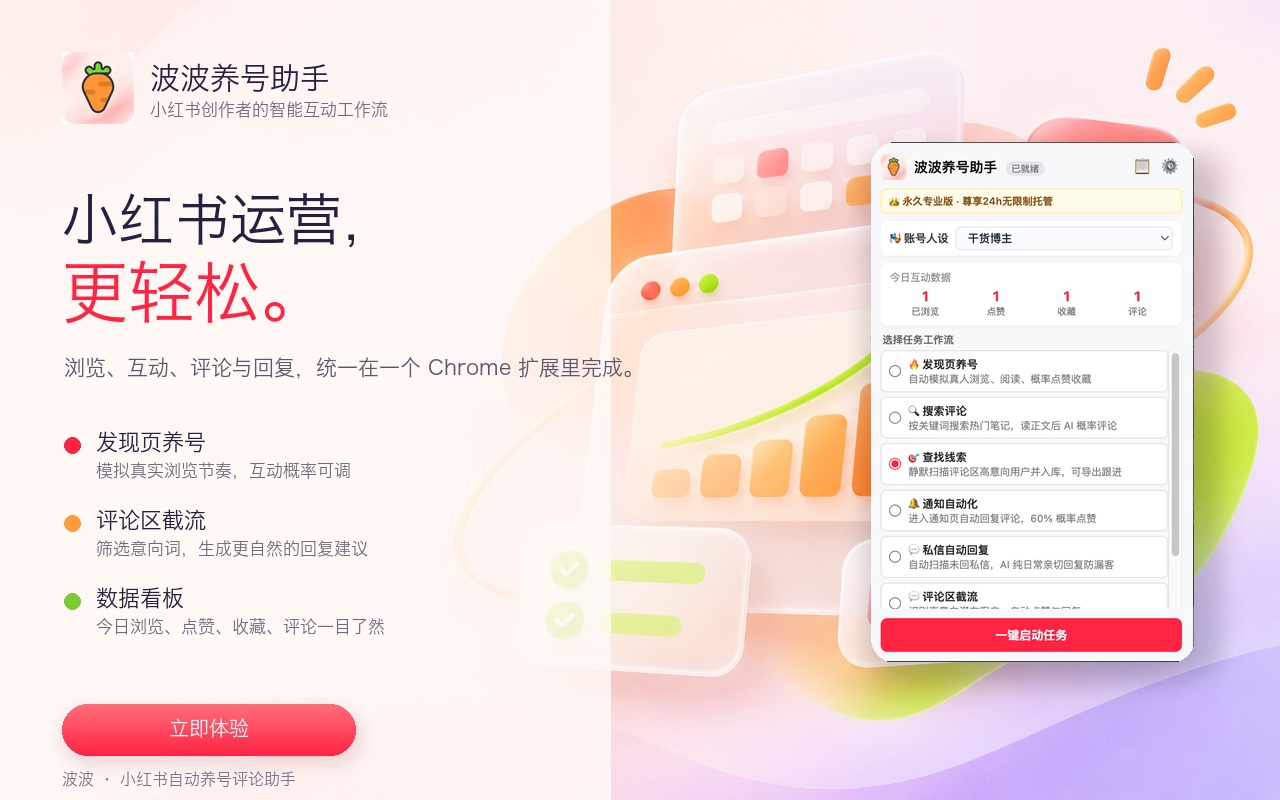 波波养号助手
小红书创作者的智能互动工作流
小红书运营，
更轻松。
浏览、互动、评论与回复，统一在一个 Chrome 扩展里完成。
发现页养号
模拟真实浏览节奏，互动概率可调
评论区截流
筛选意向词，生成更自然的回复建议
数据看板
今日浏览、点赞、收藏、评论一目了然
立即体验
波波 · 小红书自动养号评论助手
波波养号助手 已就绪
永久专业版 · 尊享24h无限制托管
账号人设 干货博主
今日互动数据
1 1 1 1
已浏览 点赞 收藏 评论
选择任务工作流
发现页养号
自动模拟真人浏览、阅读、概率点赞收藏
搜索评论
按关键词搜索热门笔记，读正文后 AI 概率评论
查找线索
静默扫描评论区高意向用户并入库，可导出跟进
通知自动化
进入通知页自动回复评论，60% 概率点赞
私信自动回复
自动扫描未回私信，AI 纯日常亲切回复防漏客
评论区截流
一键启动任务